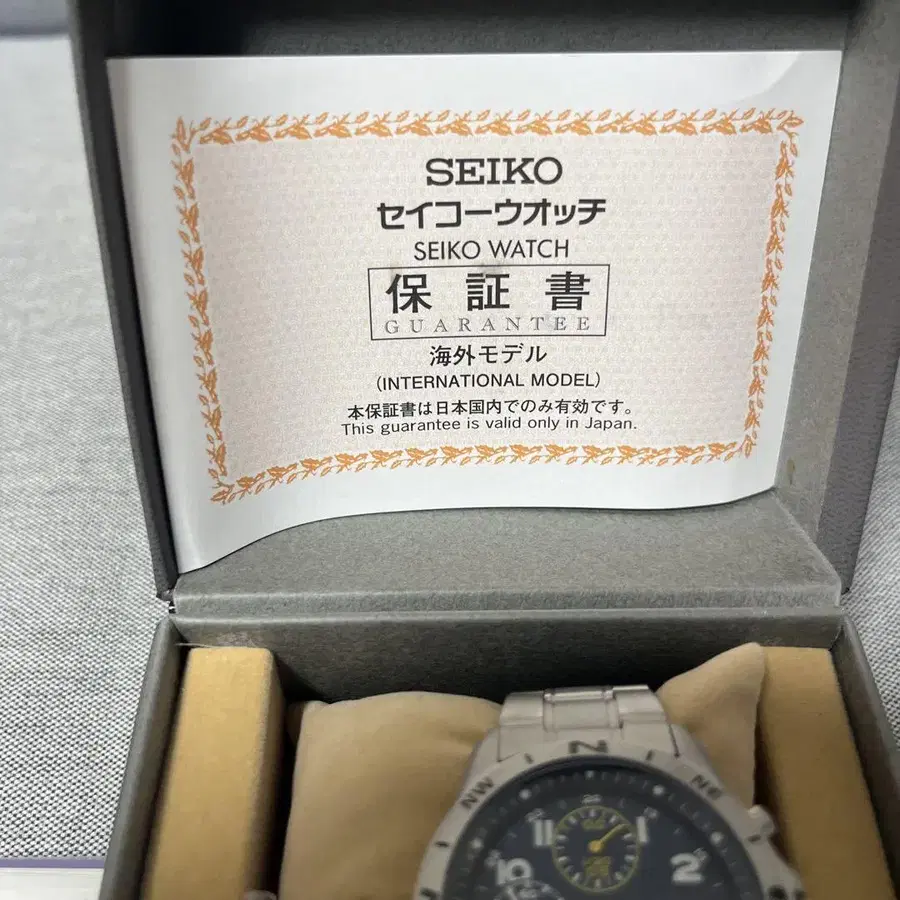 SEIKO
セイコーウオッチ
SEIKO WATCH
保証書
GUARANTEE
海外モデル
(INTERNATIONAL MODEL)
本保証書は日本国内でのみ有効です。
This guarantee is valid only in Japan.
N
NW
NE
11
2
10